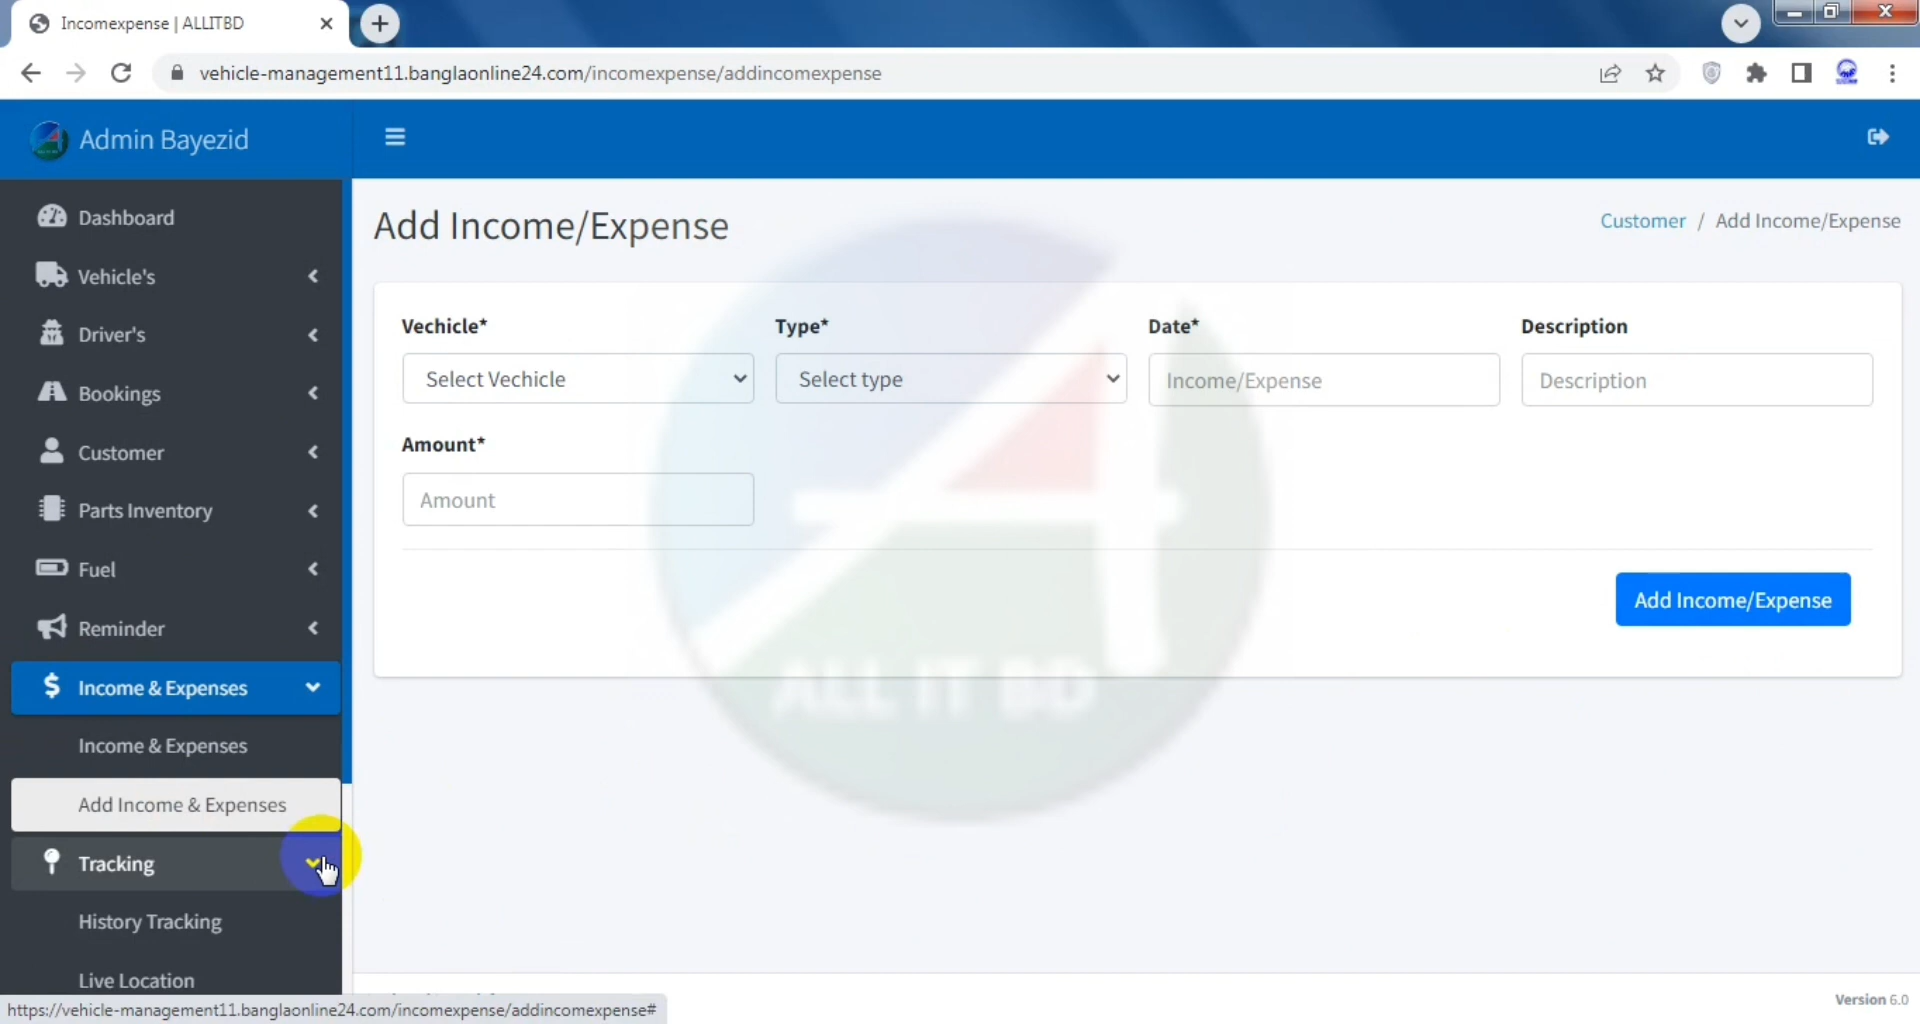 Incomexpense | ALLITBD
vehicle-management11.banglaonline24.com/incomexpense/addincomexpense
Admin Bayezid
Dashboard
Vehicle's
Driver's
Bookings
Customer
Parts Inventory
Fuel
Reminder
Income & Expenses
Income & Expenses
Add Income & Expenses
Tracking
History Tracking
Live Location
Add Income/Expense
Customer / Add Income/Expense
Vechicle* Type* Date* Description
Select Vechicle Select type Income/Expense Description
Amount*
Amount
Add Income/Expense
ALL IT BD
https://vehicle-management11.banglaonline24.com/incomexpense/addincomexpense#
Version 6.0